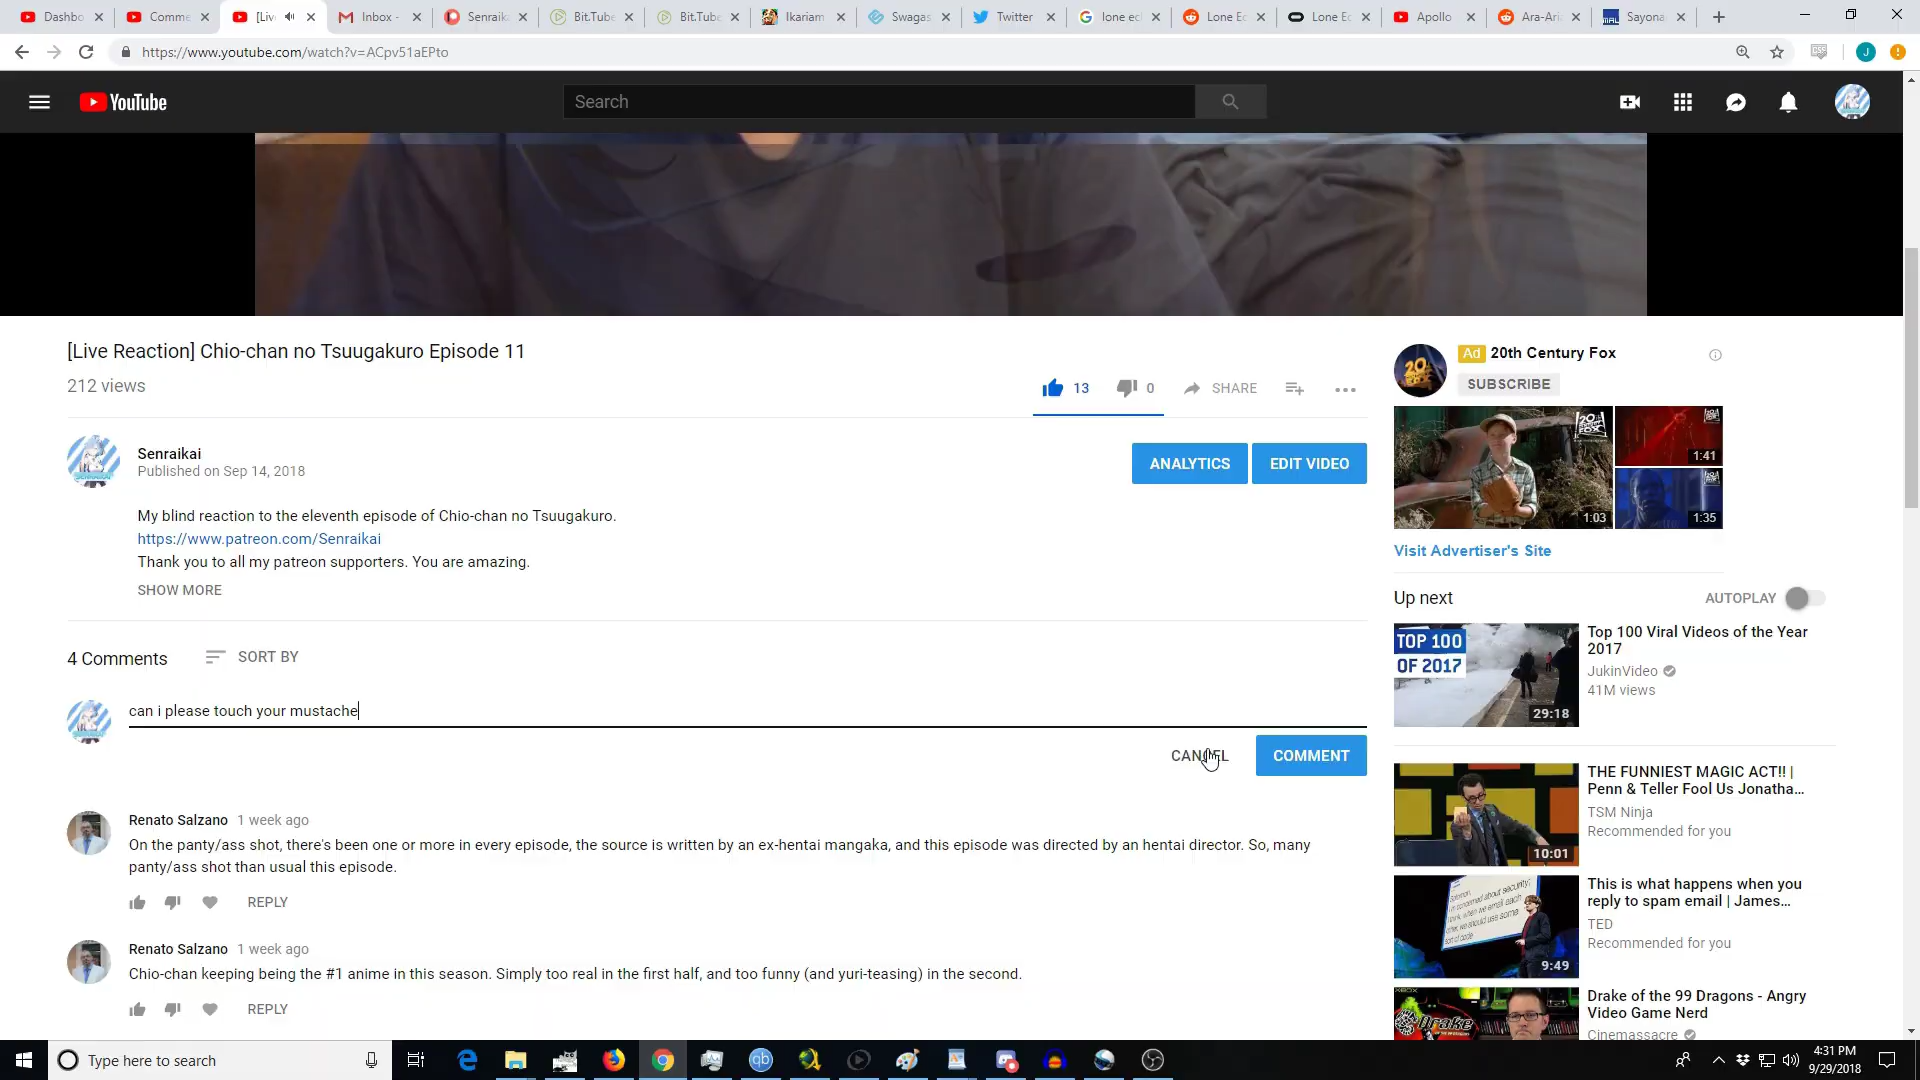 Dashbo
Comme
[Liv
Inbox -
Senraik
Bit.Tube
Bit.Tube
Ikariam
Swagas
Twitter
lone ec
Lone Ec
Lone Ec
Apollo
Ara-Ari
Sayona
https://www.youtube.com/watch?v=ACpv51aEPto
YouTube
Search
[Live Reaction] Chio-chan no Tsuugakuro Episode 11
212 views
13
0
SHARE
Senraikai
Published on Sep 14, 2018
ANALYTICS
EDIT VIDEO
My blind reaction to the eleventh episode of Chio-chan no Tsuugakuro.
https://www.patreon.com/Senraikai
Thank you to all my patreon supporters. You are amazing.
SHOW MORE
4 Comments
SORT BY
can i please touch your mustache
CANCEL
COMMENT
Renato Salzano 1 week ago
On the panty/ass shot, there's been one or more in every episode, the source is written by an ex-hentai mangaka, and this episode was directed by an hentai director. So, many
panty/ass shot than usual this episode.
REPLY
Renato Salzano 1 week ago
Chio-chan keeping being the #1 anime in this season. Simply too real in the first half, and too funny (and yuri-teasing) in the second.
REPLY
Ad 20th Century Fox
SUBSCRIBE
1:41
1:03
1:35
Visit Advertiser's Site
Up next
AUTOPLAY
TOP 100
OF 2017
29:18
Top 100 Viral Videos of the Year
2017
JukinVideo
41M views
10:01
THE FUNNIEST MAGIC ACT!! |
Penn & Teller Fool Us Jonatha...
TSM Ninja
Recommended for you
9:49
This is what happens when you
reply to spam email | James...
TED
Recommended for you
Drake of the 99 Dragons - Angry
Video Game Nerd
Cinemassacre
Type here to search
4:31 PM
9/29/2018